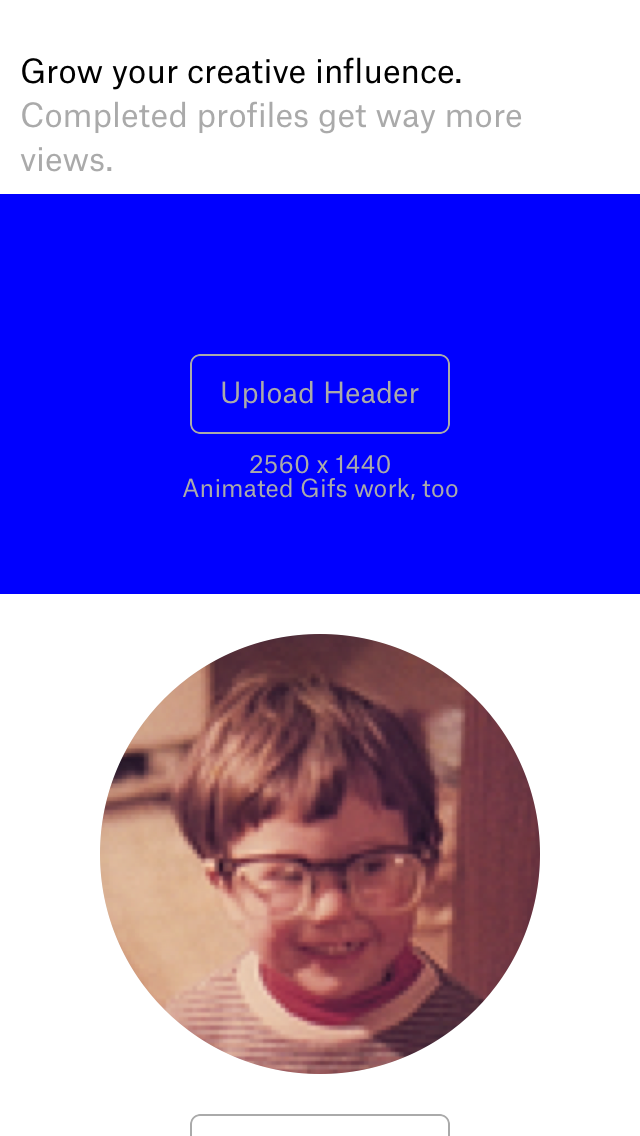 Grow your creative influence.
Completed profiles get way more
views.
Upload Header
2560 x 1440
Animated Gifs work, too